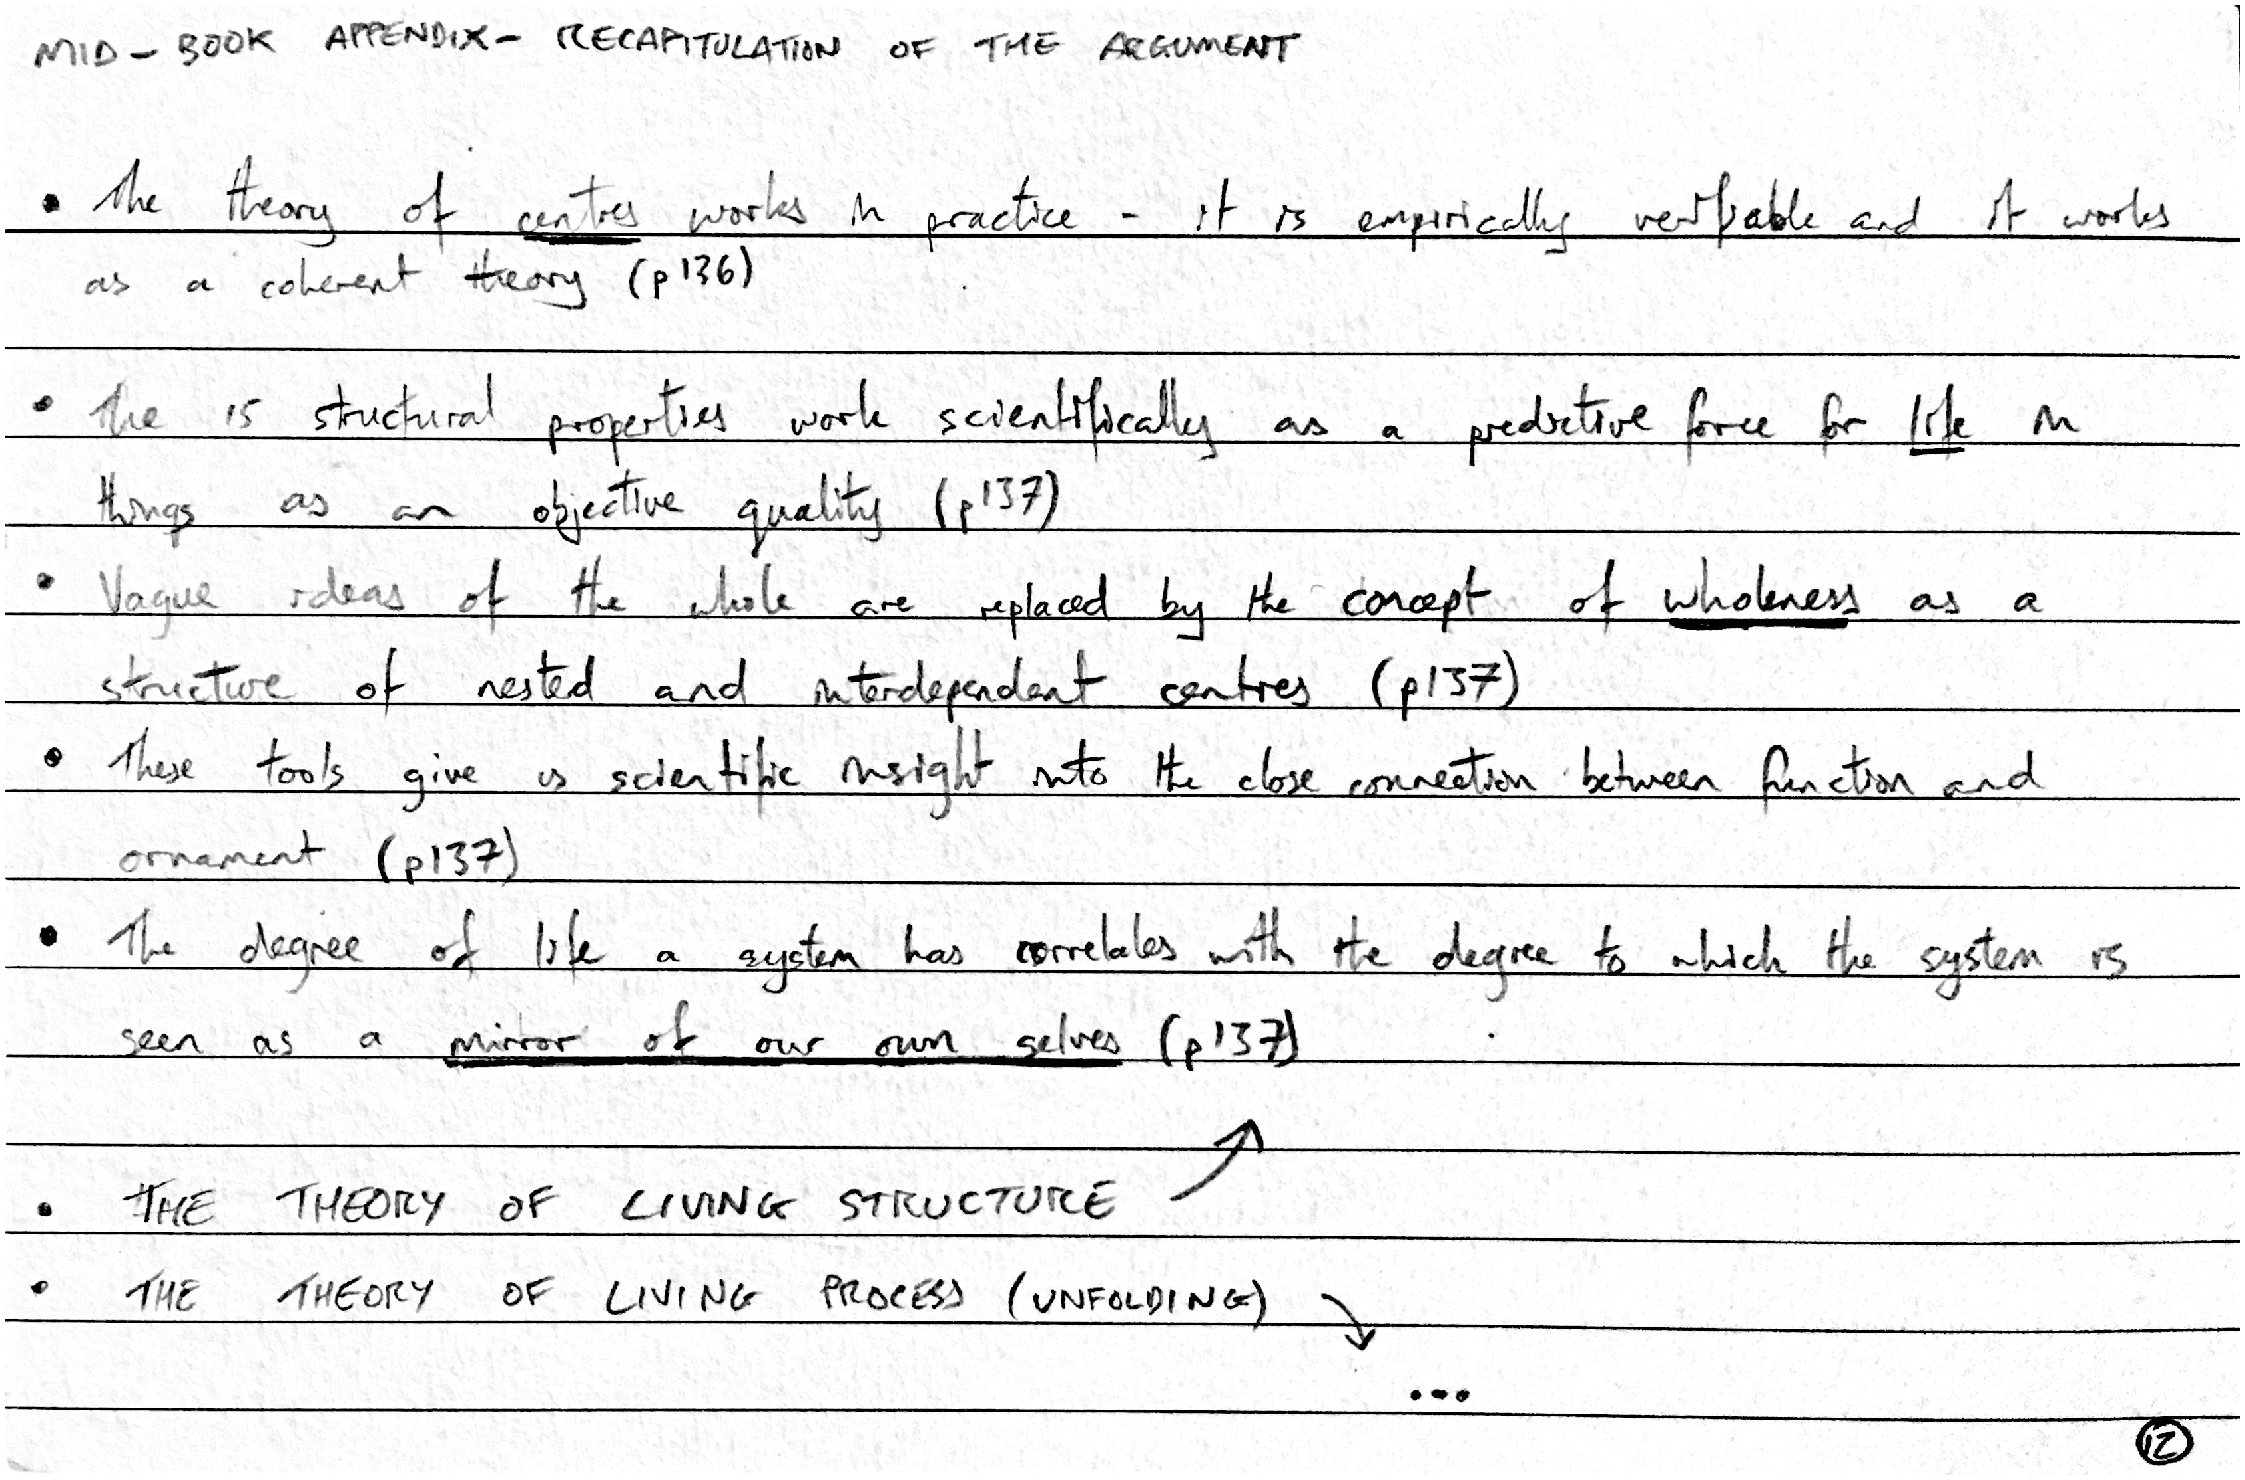 MID-BOOK APPENDIX - RECAPITULATION OF THE ARGUMENT
• The theory of centres works in practice - it is empirically verifiable and it works
as a coherent theory (p136)
• The 15 structural properties work scientifically as a predictive force for life in
things as an objective quality (p137)
• Vague ideas of the whole are replaced by the concept of wholeness as a
structure of nested and interdependent centres (p137)
• These tools give us scientific insight into the close connection between function and
ornament (p137)
• The degree of life a system has correlates with the degree to which the system is
seen as a mirror of our own selves (p137)
• THE THEORY OF LIVING STRUCTURE
• THE THEORY OF LIVING PROCESS (UNFOLDING)
...
12